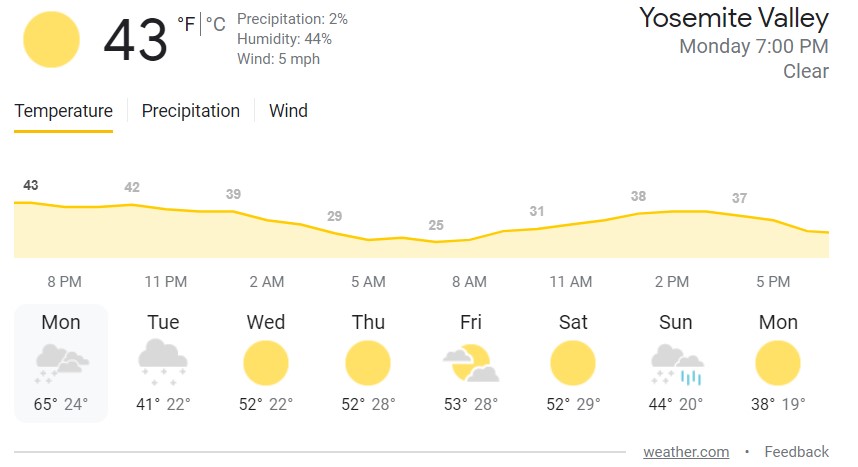 43 °F | °C
Precipitation: 2%
Humidity: 44%
Wind: 5 mph
Yosemite Valley
Monday 7:00 PM
Clear
Temperature | Precipitation | Wind
43 42 39 29 25 31 38 37
8 PM 11 PM 2 AM 5 AM 8 AM 11 AM 2 PM 5 PM
Mon Tue Wed Thu Fri Sat Sun Mon
65° 24° 41° 22° 52° 22° 52° 28° 53° 28° 52° 29° 44° 20° 38° 19°
weather.com • Feedback